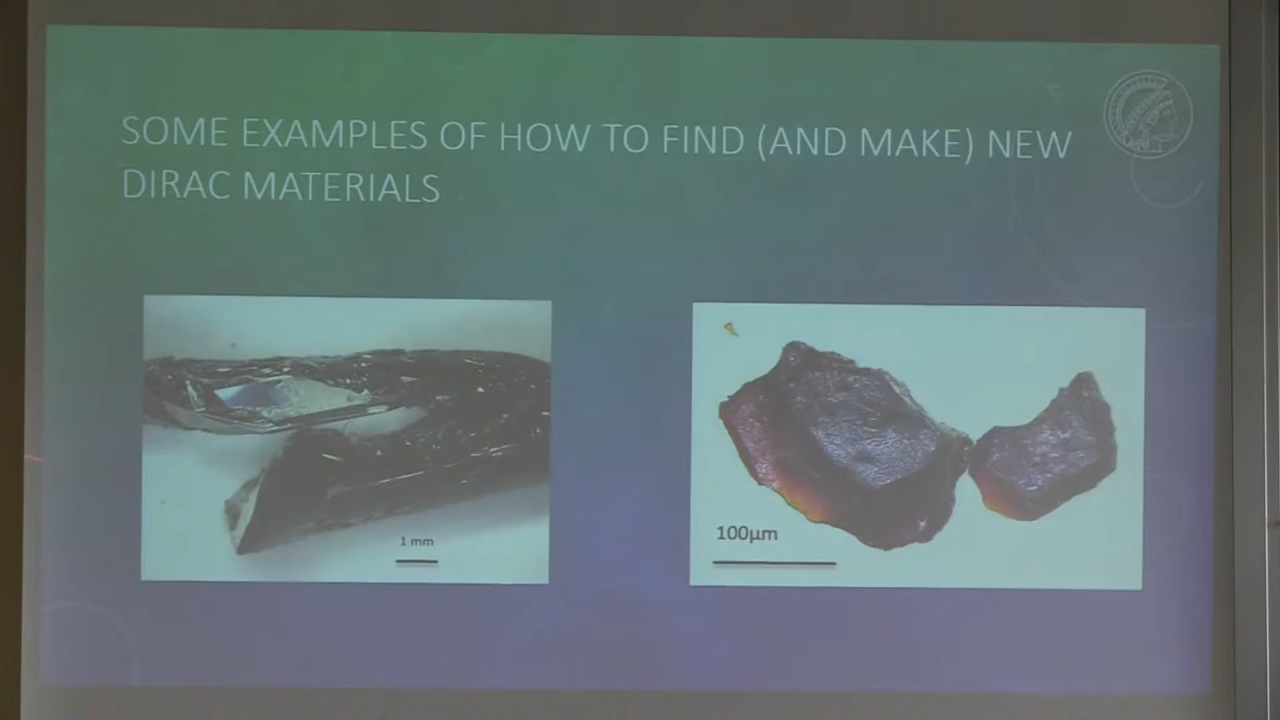 SOME EXAMPLES OF HOW TO FIND (AND MAKE) NEW
DIRAC MATERIALS
1 mm
100μm